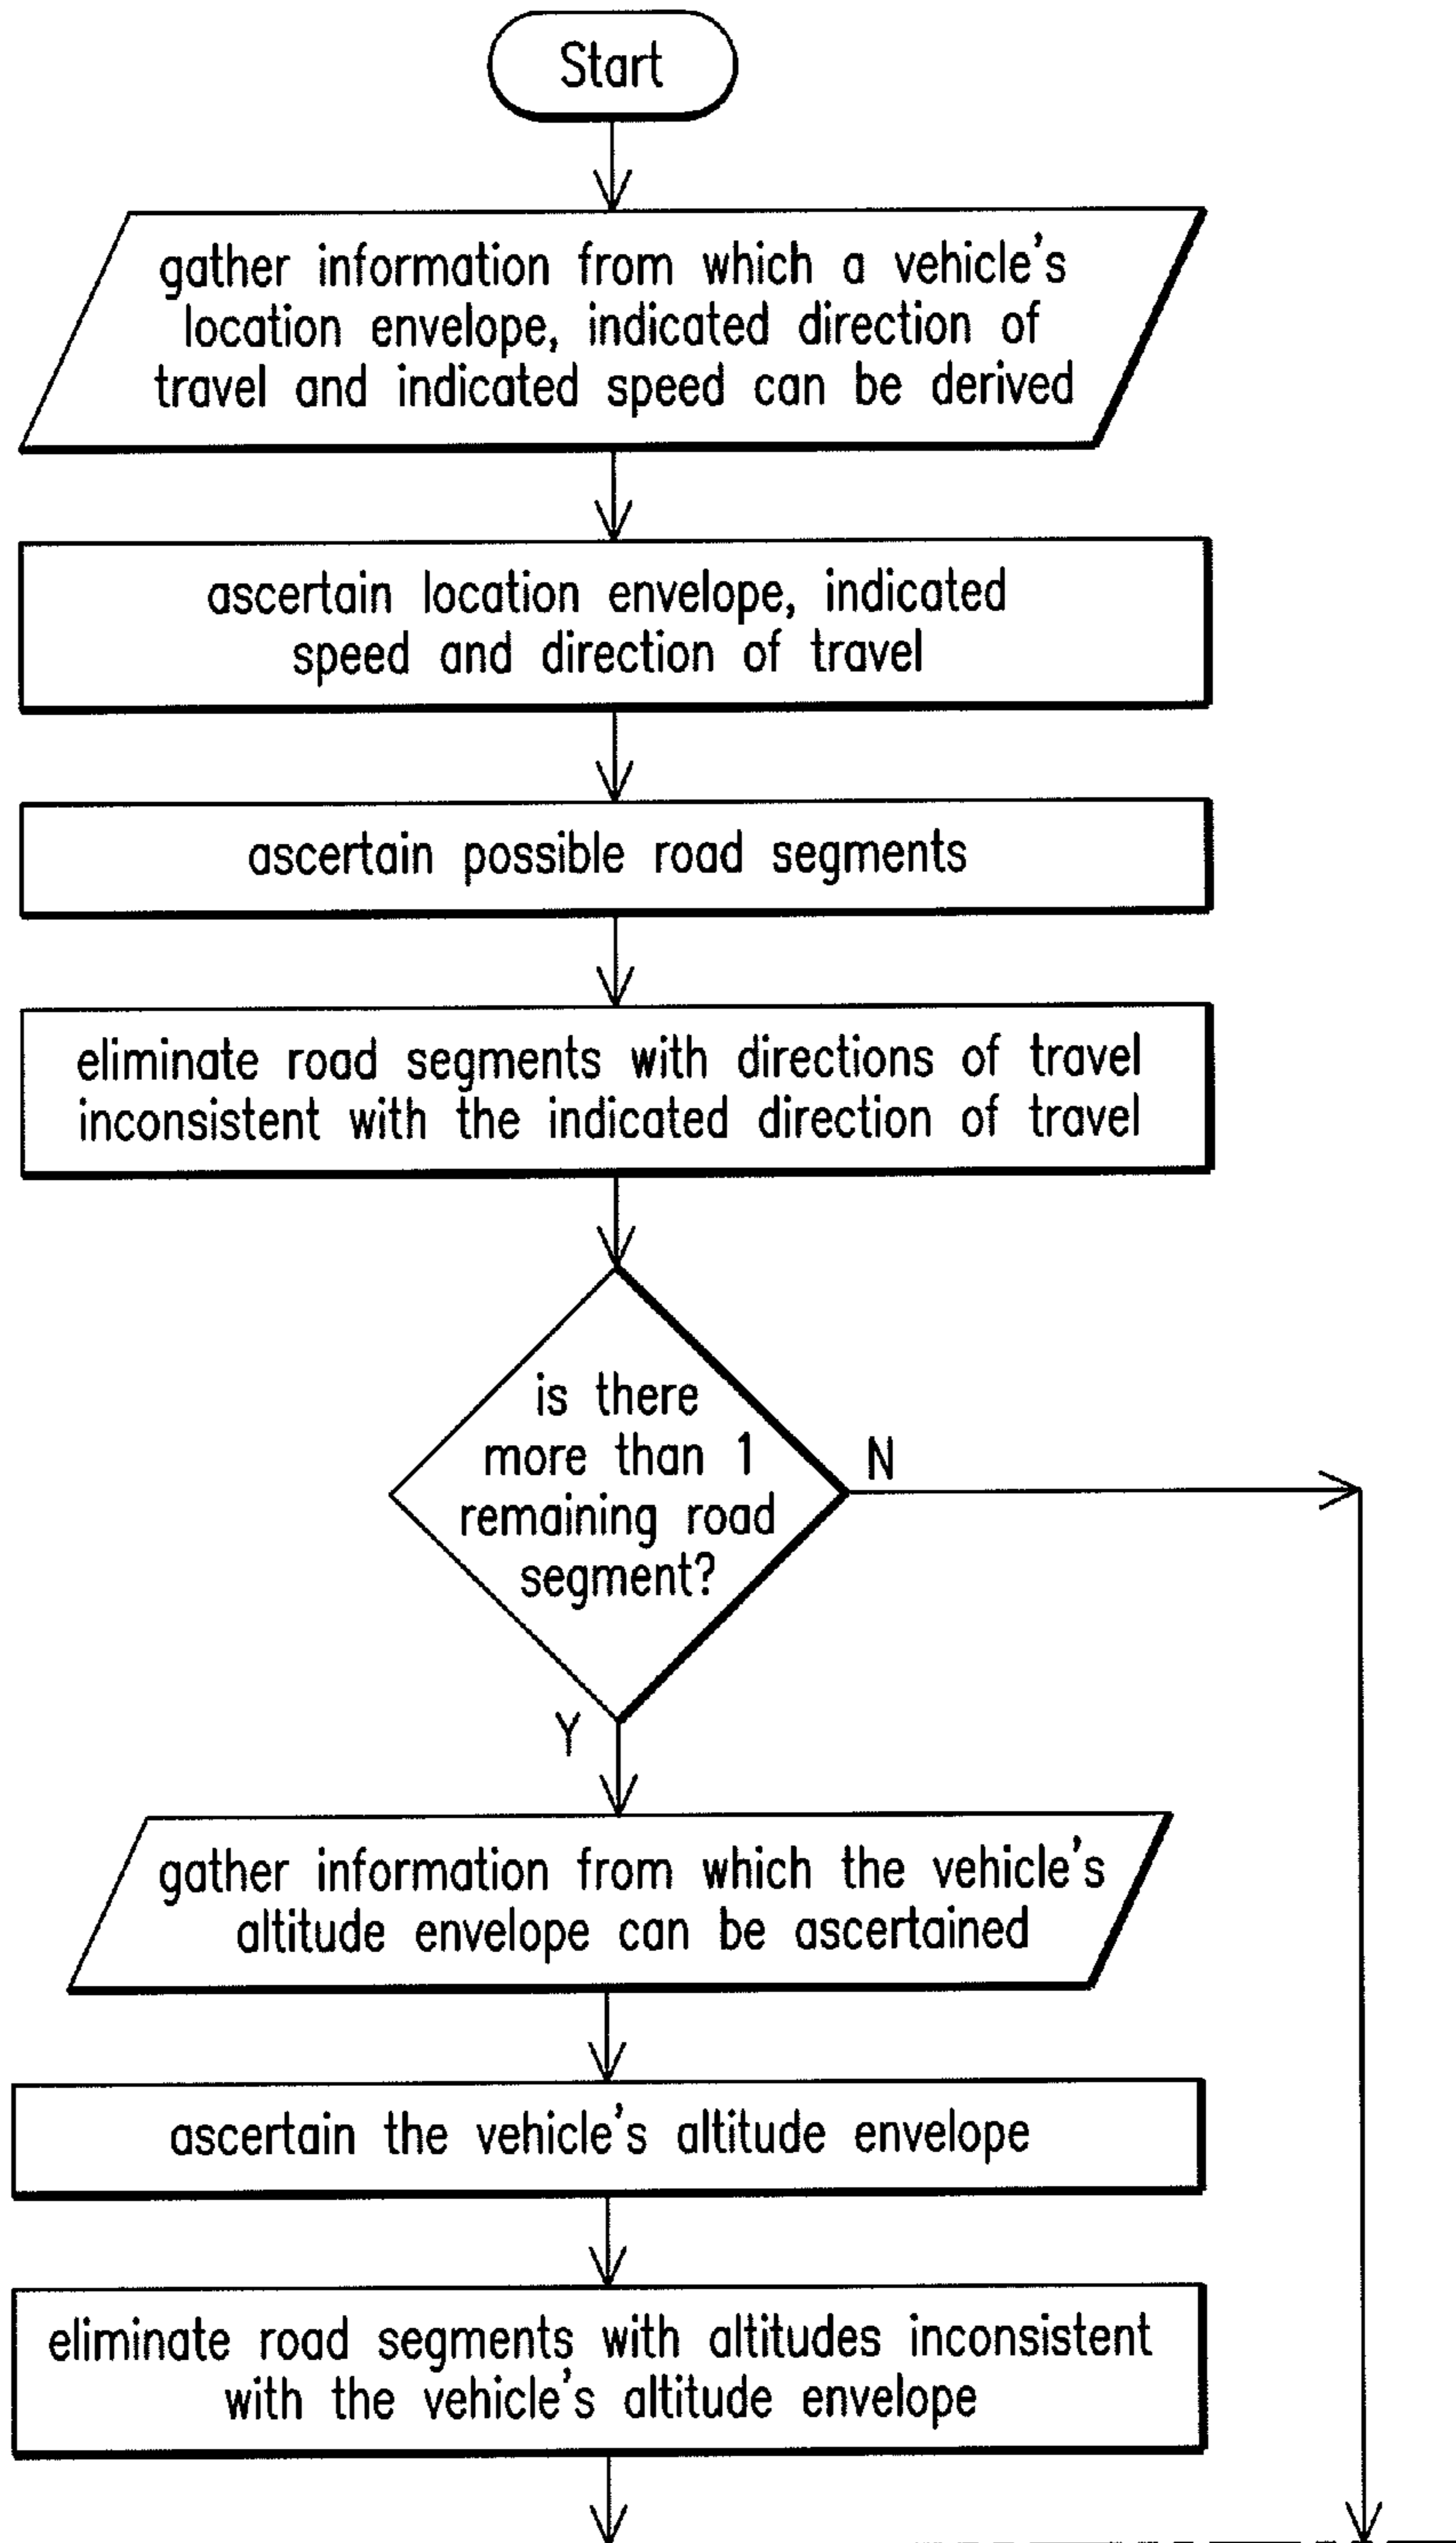 Start
gather information from which a vehicle's
location envelope, indicated direction of
travel and indicated speed can be derived
ascertain location envelope, indicated
speed and direction of travel
ascertain possible road segments
eliminate road segments with directions of travel
inconsistent with the indicated direction of travel
is there
more than 1
remaining road
segment?
N
Y
gather information from which the vehicle's
altitude envelope can be ascertained
ascertain the vehicle's altitude envelope
eliminate road segments with altitudes inconsistent
with the vehicle's altitude envelope